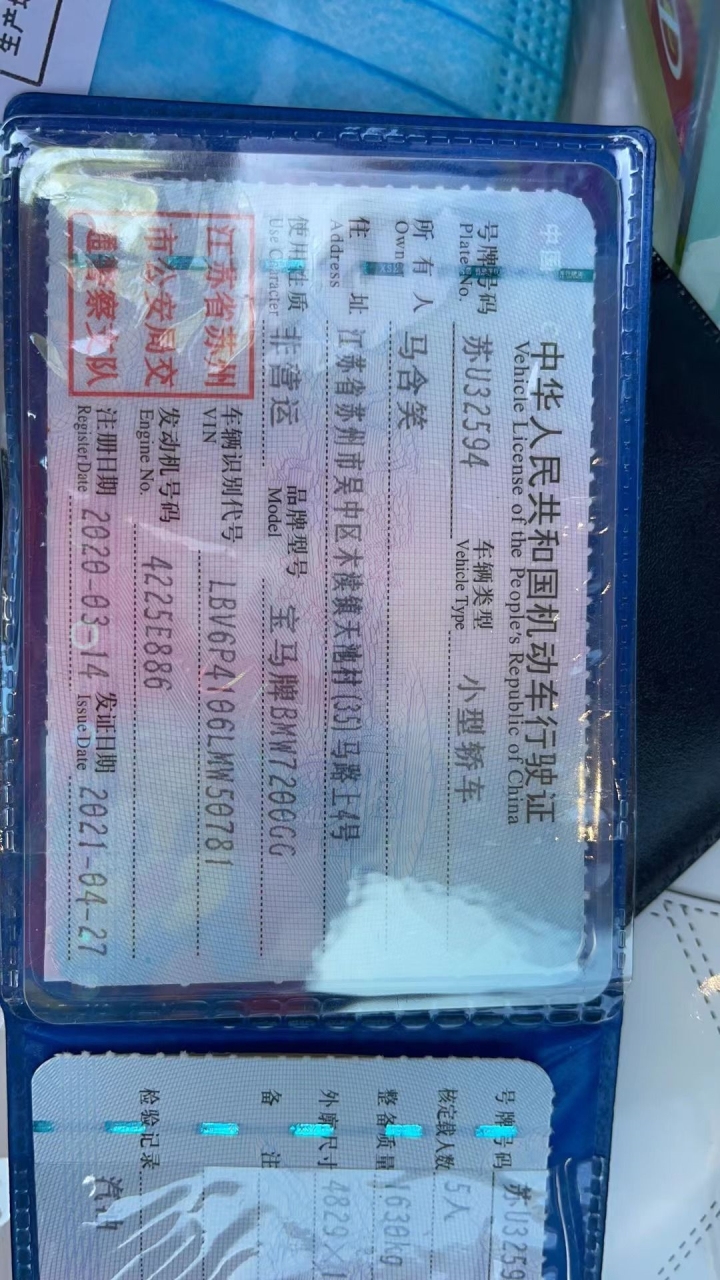 中华人民共和国机动车行驶证
Vehicle License of the People's Republic of China
号牌号码 苏U32594 车辆类型 小型轿车
Plate No. Vehicle Type
所有人 马含笑
Owner
住址 江苏省苏州市吴中区木渎镇天池村(35)马路上4号
Address
使用性质 非营运 品牌型号 宝马牌BMW7200GG
Use Character Model
江苏省苏州
市公安局交
通警察支队
车辆识别代号 LBV6P4106LMW50781
VIN
发动机号码 4225E886
Engine No.
注册日期 2020-03-14 发证日期 2021-04-27
Register Date Issue Date
号牌号码 苏U3259
核定载人数 5人
整备质量 1630kg
外廓尺寸 4829×1
备注
检验记录 汽油